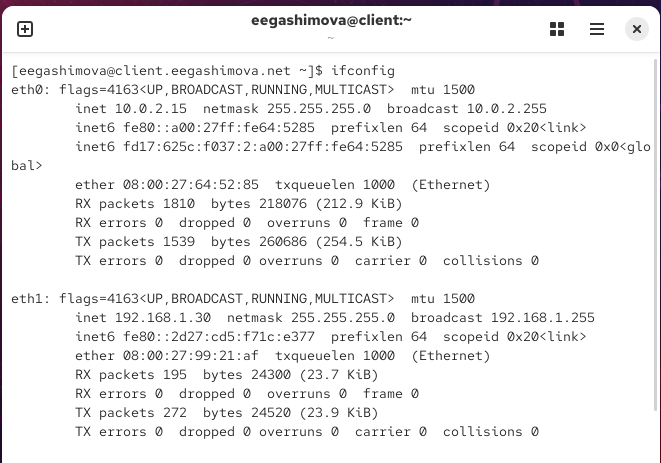 eegashimova@client:~
~
[eegashimova@client.eegashimova.net ~]$ ifconfig
eth0: flags=4163<UP,BROADCAST,RUNNING,MULTICAST>  mtu 1500
        inet 10.0.2.15  netmask 255.255.255.0  broadcast 10.0.2.255
        inet6 fe80::a00:27ff:fe64:5285  prefixlen 64  scopeid 0x20<link>
        inet6 fd17:625c:f037:2:a00:27ff:fe64:5285  prefixlen 64  scopeid 0x0<glo
bal>
        ether 08:00:27:64:52:85  txqueuelen 1000  (Ethernet)
        RX packets 1810  bytes 218076 (212.9 KiB)
        RX errors 0  dropped 0  overruns 0  frame 0
        TX packets 1539  bytes 260686 (254.5 KiB)
        TX errors 0  dropped 0 overruns 0  carrier 0  collisions 0

eth1: flags=4163<UP,BROADCAST,RUNNING,MULTICAST>  mtu 1500
        inet 192.168.1.30  netmask 255.255.255.0  broadcast 192.168.1.255
        inet6 fe80::2d27:cd5:f71c:e377  prefixlen 64  scopeid 0x20<link>
        ether 08:00:27:99:21:af  txqueuelen 1000  (Ethernet)
        RX packets 195  bytes 24300 (23.7 KiB)
        RX errors 0  dropped 0  overruns 0  frame 0
        TX packets 272  bytes 24520 (23.9 KiB)
        TX errors 0  dropped 0 overruns 0  carrier 0  collisions 0